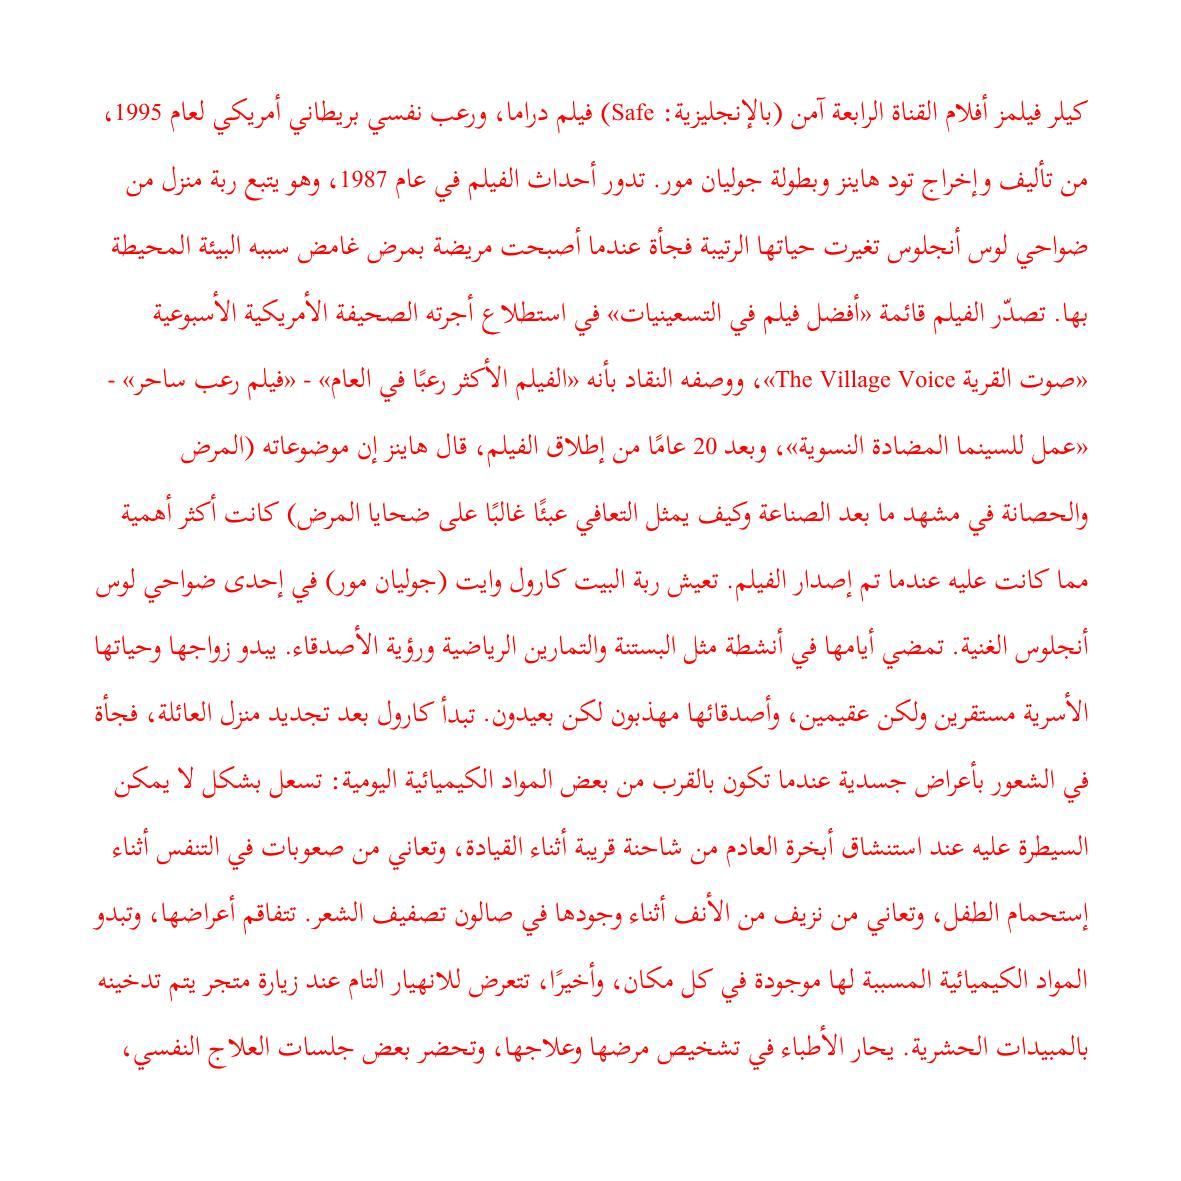 كيلر فيلمز أفلام القناة الرابعة آمن (بالإنجليزية: Safe) فيلم دراما، ورعب نفسي بريطاني أمريكي لعام 1995،
من تأليف وإخراج تود هاينز وبطولة جوليان مور. تدور أحداث الفيلم في عام 1987، وهو يتبع ربة منزل من
ضواحي لوس أنجلوس تغيرت حياتها الرتيبة فجأة عندما أصبحت مريضة بمرض غامض سببه البيئة المحيطة
بها. تصدّر الفيلم قائمة «أفضل فيلم في التسعينيات» في استطلاع أجرته الصحيفة الأمريكية الأسبوعية
«صوت القرية The Village Voice»، ووصفه النقاد بأنه «الفيلم الأكثر رعبًا في العام» - «فيلم رعب ساحر» -
«عمل للسينما المضادة النسوية»، وبعد 20 عامًا من إطلاق الفيلم، قال هاينز إن موضوعاته (المرض
والحصانة في مشهد ما بعد الصناعة وكيف يمثل التعافي عبئًا غالبًا على ضحايا المرض) كانت أكثر أهمية
مما كانت عليه عندما تم إصدار الفيلم. تعيش ربة البيت كارول وايت (جوليان مور) في إحدى ضواحي لوس
أنجلوس الغنية. تمضي أيامها في أنشطة مثل البستنة والتمارين الرياضية ورؤية الأصدقاء. يبدو زواجها وحياتها
الأسرية مستقرين ولكن عقيمين، وأصدقائها مهذبون لكن بعيدون. تبدأ كارول بعد تجديد منزل العائلة، فجأة
في الشعور بأعراض جسدية عندما تكون بالقرب من بعض المواد الكيميائية اليومية: تسعل بشكل لا يمكن
السيطرة عليه عند استنشاق أبخرة العادم من شاحنة قريبة أثناء القيادة، وتعاني من صعوبات في التنفس أثناء
إستحمام الطفل، وتعاني من نزيف من الأنف أثناء وجودها في صالون تصفيف الشعر. تتفاقم أعراضها، وتبدو
المواد الكيميائية المسببة لها موجودة في كل مكان، وأخيرًا، تتعرض للانهيار التام عند زيارة متجر يتم تدخينه
بالمبيدات الحشرية. يحار الأطباء في تشخيص مرضها وعلاجها، وتحضر بعض جلسات العلاج النفسي،